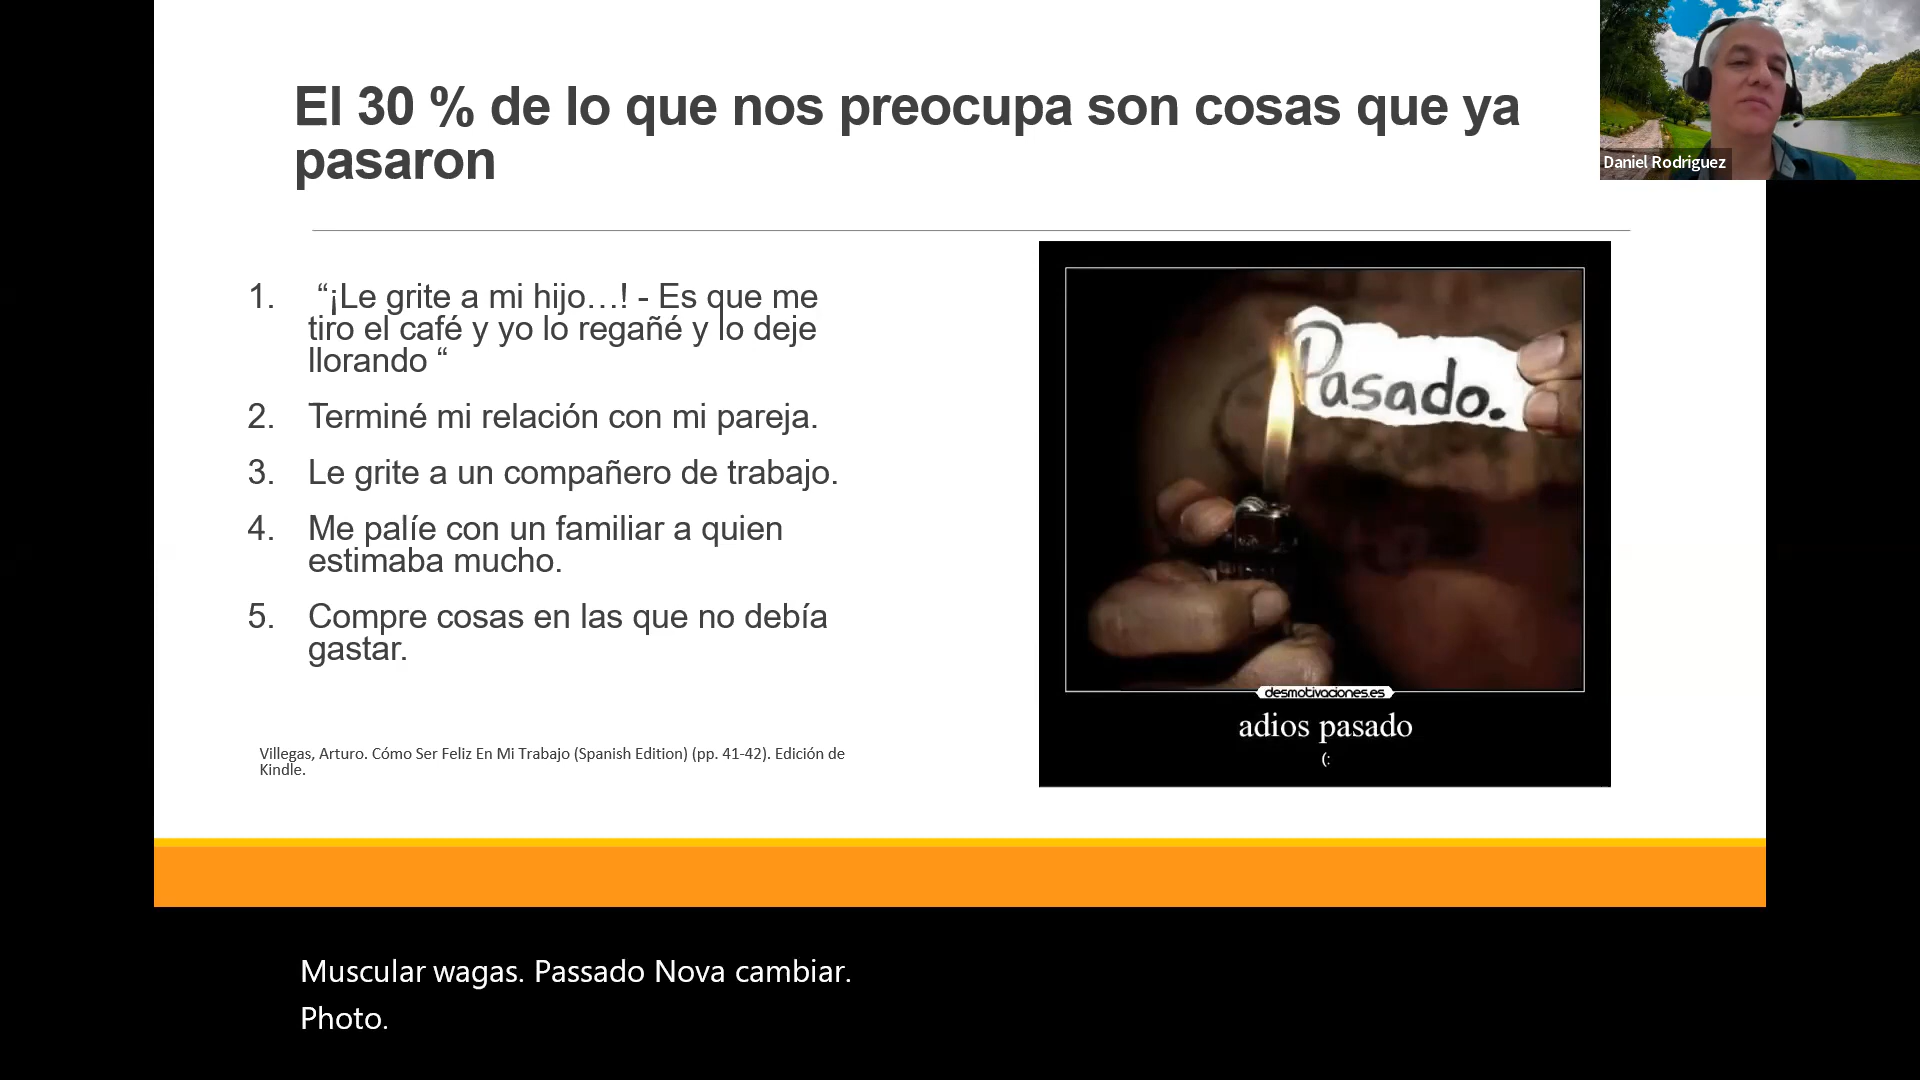 El 30 % de lo que nos preocupa son cosas que ya
pasaron
Daniel Rodriguez
1. “¡Le grite a mi hijo…! - Es que me
tiro el café y yo lo regañé y lo deje
llorando “
2. Terminé mi relación con mi pareja.
3. Le grite a un compañero de trabajo.
4. Me palíe con un familiar a quien
estimaba mucho.
5. Compre cosas en las que no debía
gastar.
Villegas, Arturo. Cómo Ser Feliz En Mi Trabajo (Spanish Edition) (pp. 41-42). Edición de
Kindle.
Pasado.
desmotivaciones.es
adios pasado
(:
Muscular wagas. Passado Nova cambiar.
Photo.